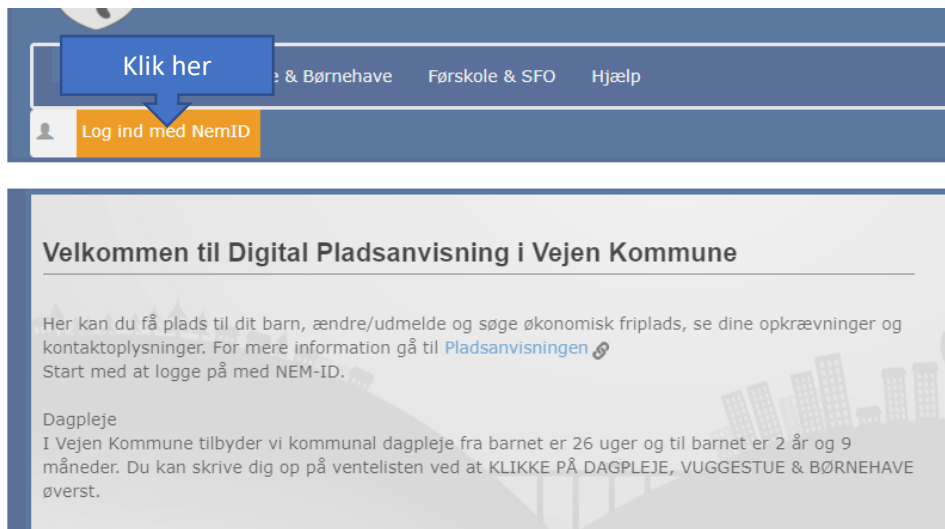 Klik her
& Børnehave Førskole & SFO Hjælp
Log ind med NemID
Velkommen til Digital Pladsanvisning i Vejen Kommune
Her kan du få plads til dit barn, ændre/udmelde og søge økonomisk friplads, se dine opkrævninger og
kontaktoplysninger. For mere information gå til Pladsanvisningen
Start med at logge på med NEM-ID.
Dagpleje
I Vejen Kommune tilbyder vi kommunal dagpleje fra barnet er 26 uger og til barnet er 2 år og 9
måneder. Du kan skrive dig op på ventelisten ved at KLIKKE PÅ DAGPLEJE, VUGGESTUE & BØRNEHAVE
øverst.